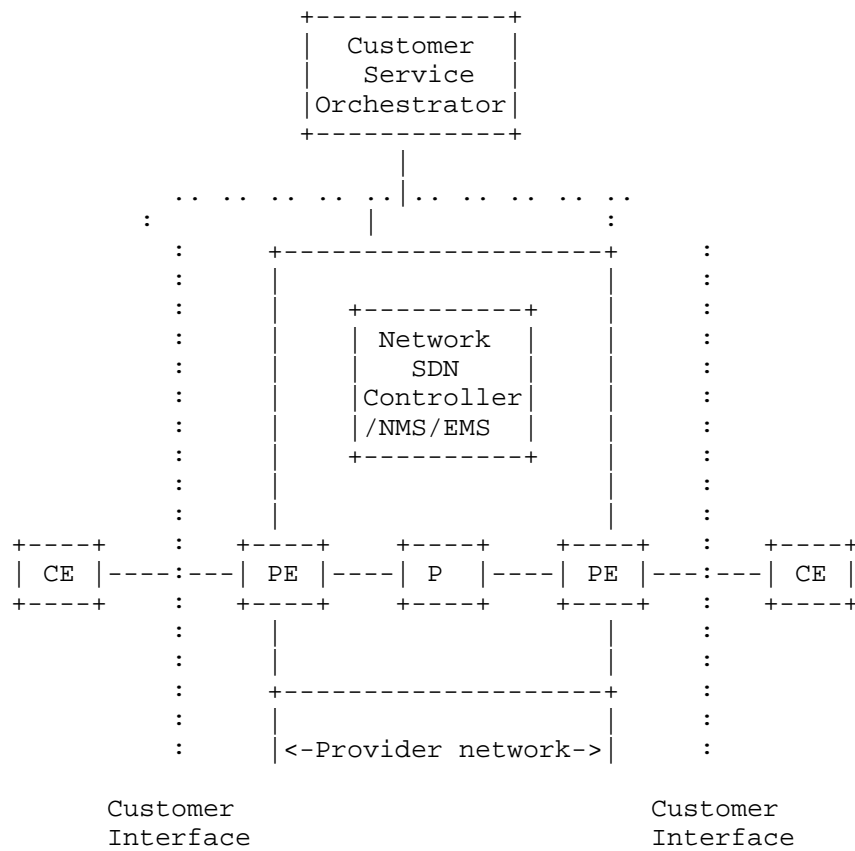 Customer
Service
Orchestrator
Network
SDN
Controller
/NMS/EMS
CE PE P PE CE
<-Provider network->
Customer Customer
Interface Interface